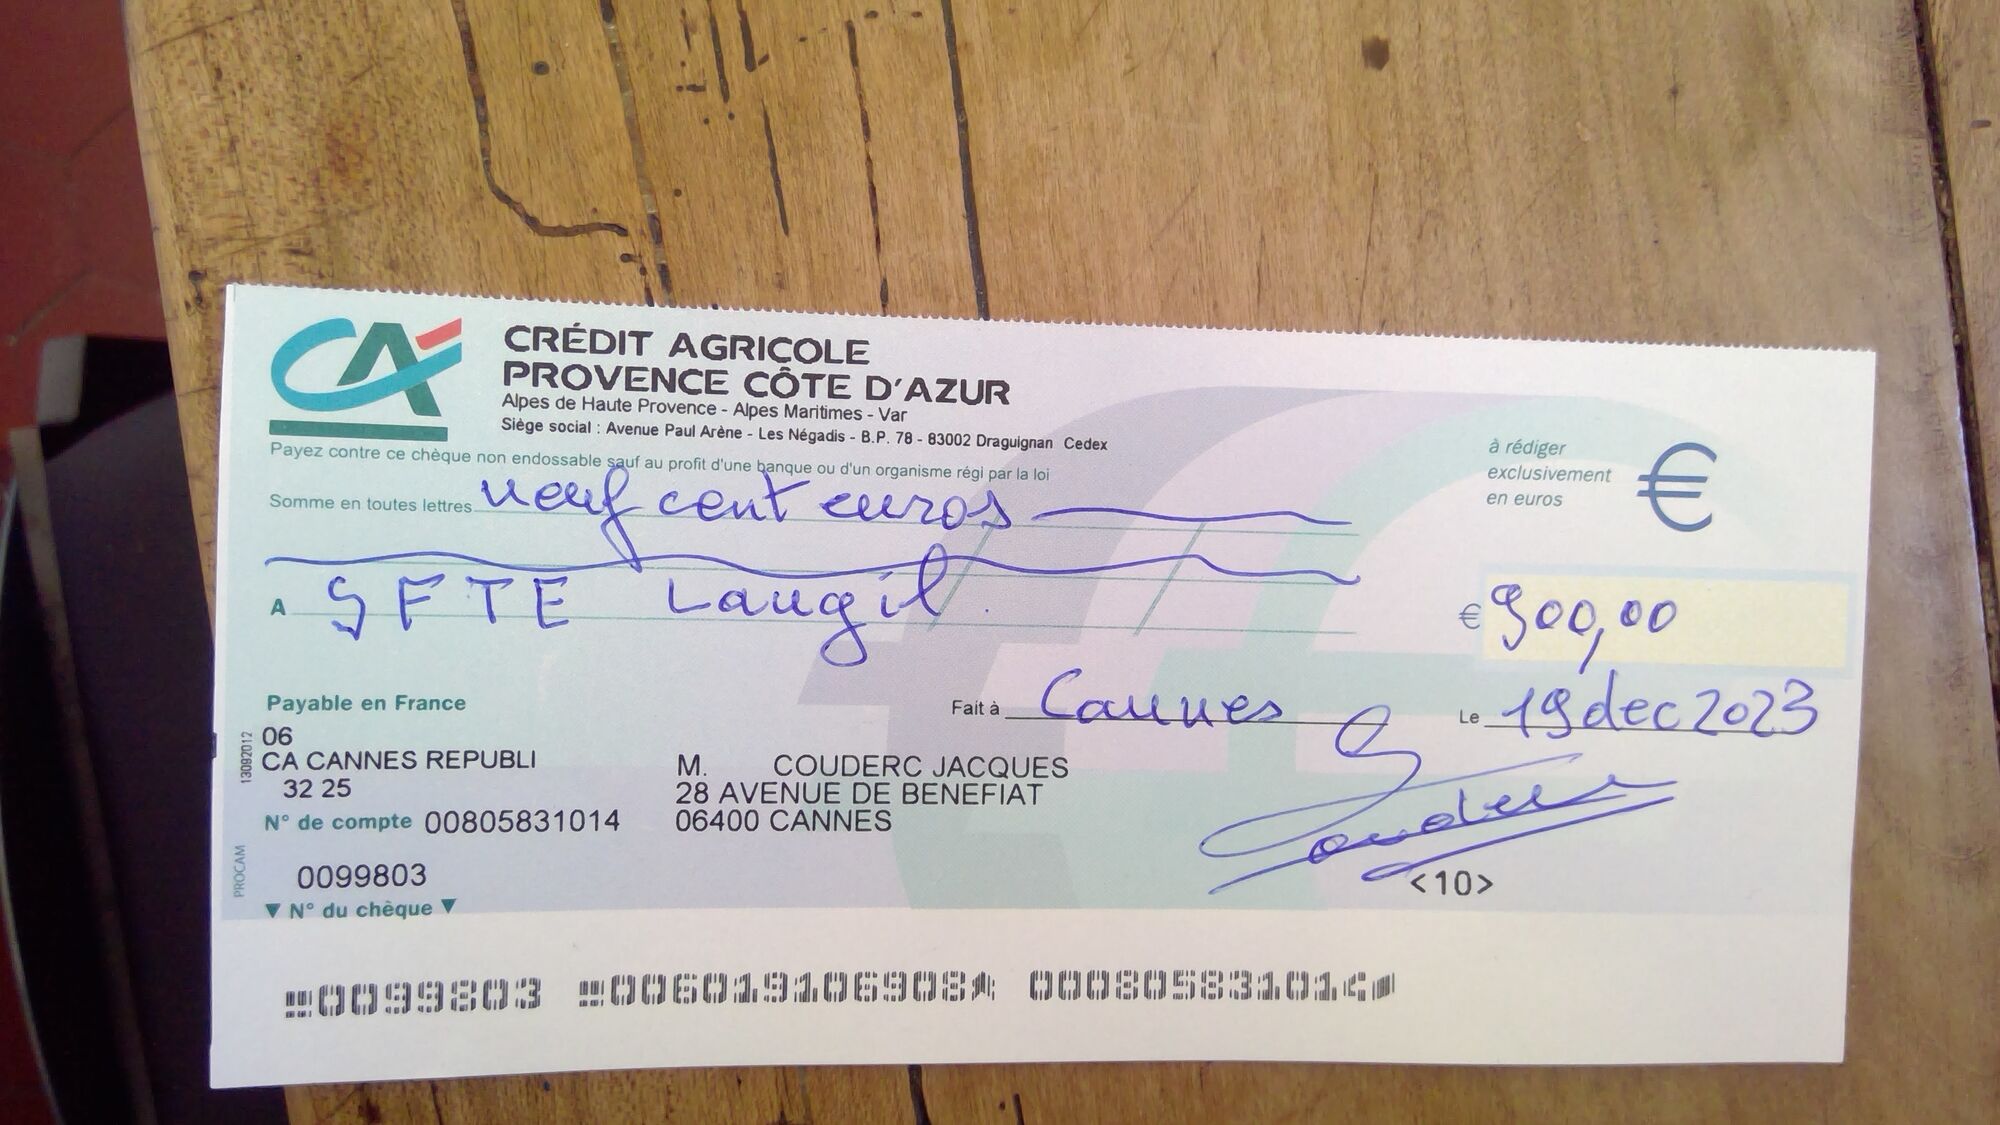 CA
CRÉDIT AGRICOLE
PROVENCE CÔTE D'AZUR
Alpes de Haute Provence - Alpes Maritimes - Var
Siège social : Avenue Paul Arène - Les Négadis - B.P. 78 - 83002 Draguignan Cedex
Payez contre ce chèque non endossable sauf au profit d'une banque ou d'un organisme régi par la loi
à rédiger
exclusivement
en euros
€
Somme en toutes lettres neuf cent euros
A SFTE Laugil.
€ 900,00
Payable en France
Fait à Cannes Le 19 dec 2023
06
CA CANNES REPUBLI
32 25
N° de compte 00805831014
M. COUDERC JACQUES
28 AVENUE DE BENEFIAT
06400 CANNES
Couderc
<10>
0099803
▼ N° du chèque ▼
13092012
PROCAM
0099803 006019106908 000805831014